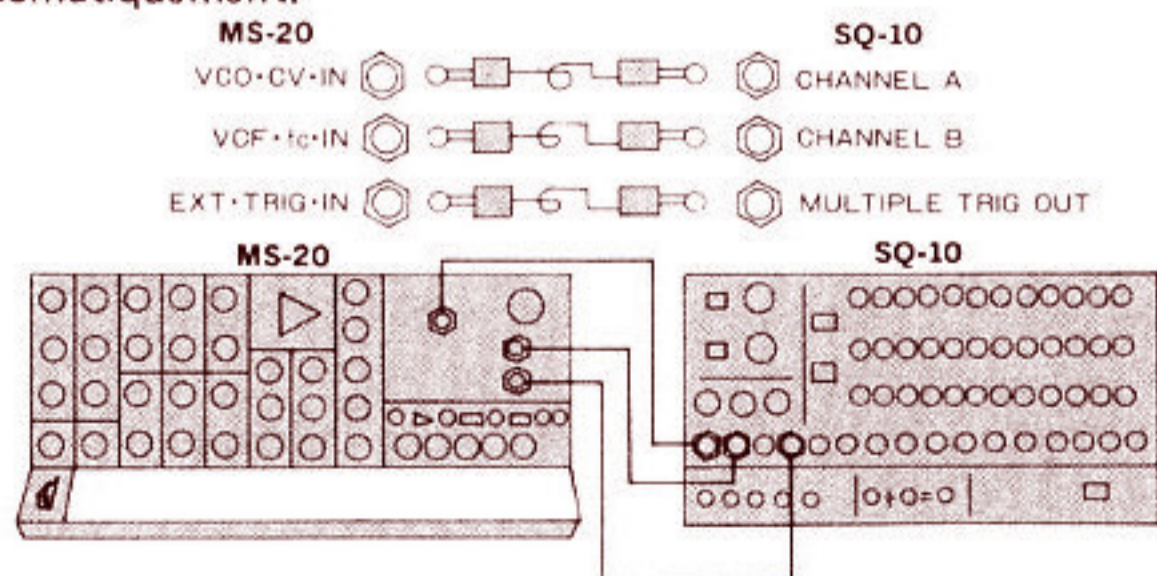 MS-20 SQ-10
VCO・CV・IN CHANNEL A
VCF・fc・IN CHANNEL B
EXT・TRIG・IN MULTIPLE TRIG OUT
MS-20 SQ-10